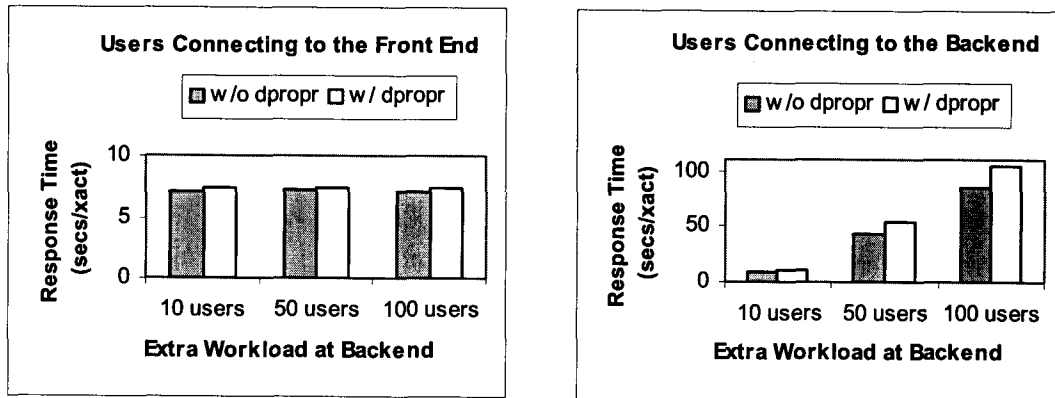 Users Connecting to the Front End
w/o dpropr w/ dpropr
Response Time
(secs/xact)
10
5
0
10 users 50 users 100 users
Extra Workload at Backend
Users Connecting to the Backend
w/o dpropr w/ dpropr
Response Time
(secs/xact)
100
50
0
10 users 50 users 100 users
Extra Workload at Backend